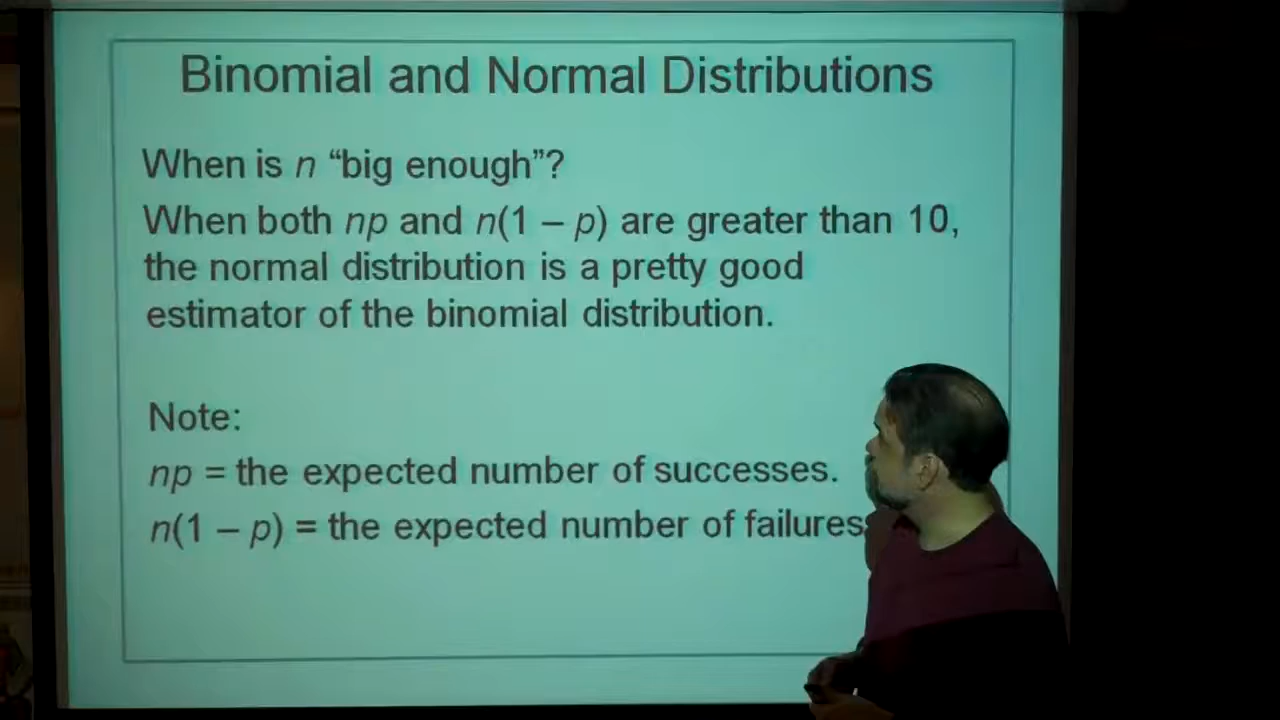 Binomial and Normal Distributions
When is n “big enough”?
When both np and n(1 – p) are greater than 10,
the normal distribution is a pretty good
estimator of the binomial distribution.
Note:
np = the expected number of successes.
n(1 – p) = the expected number of failures